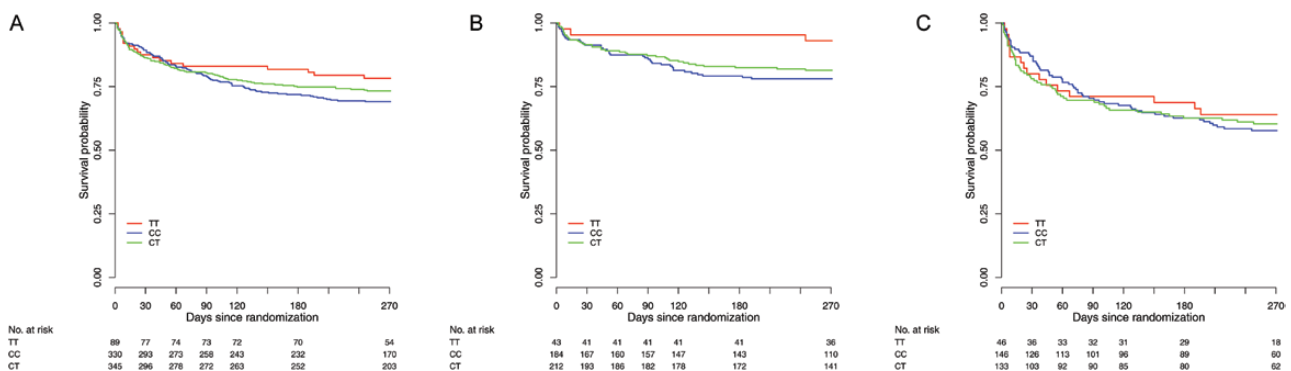 A
Survival probability
1.00
0.75
0.50
0.25
0.00
TT
CC
CT
0 30 60 90 120 180 270
Days since randomization
No. at risk
TT 89 77 74 73 72 70 54
CC 330 293 273 258 243 232 170
CT 345 296 278 272 263 252 203
B
Survival probability
1.00
0.75
0.50
0.25
0.00
TT
CC
CT
0 30 60 90 120 180 270
Days since randomization
No. at risk
TT 43 41 41 41 41 41 36
CC 184 167 160 157 147 143 110
CT 212 193 186 182 178 172 141
C
Survival probability
1.00
0.75
0.50
0.25
0.00
TT
CC
CT
0 30 60 90 120 180 270
Days since randomization
No. at risk
TT 46 36 33 32 31 29 18
CC 146 126 113 101 96 89 60
CT 133 103 92 90 85 80 62